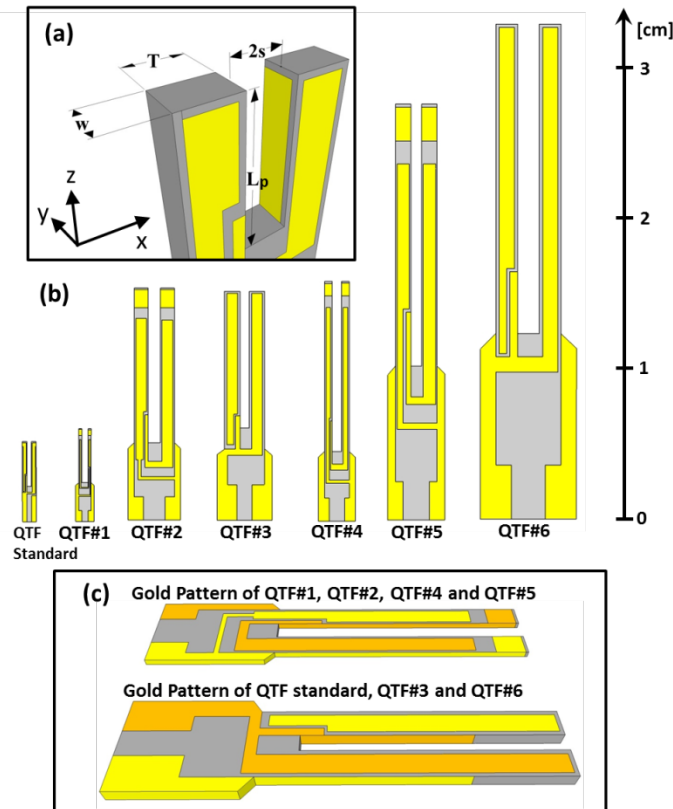 (a)
T
2s
w
Lp
z
y
x
[cm]
3
2
1
0
(b)
QTF
Standard
QTF#1
QTF#2
QTF#3
QTF#4
QTF#5
QTF#6
(c)
Gold Pattern of QTF#1, QTF#2, QTF#4 and QTF#5
Gold Pattern of QTF standard, QTF#3 and QTF#6